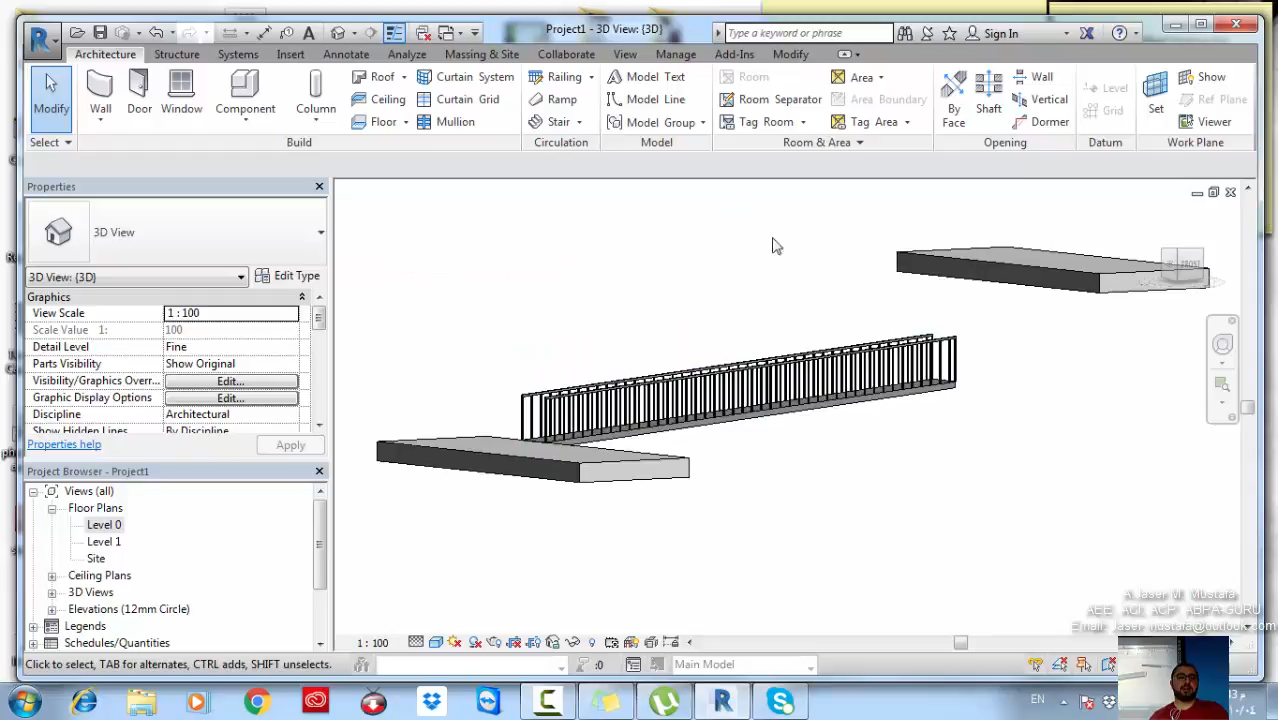 Project1 - 3D View: {3D}
Type a keyword or phrase
Sign In
Architecture Structure Systems Insert Annotate Analyze Massing & Site Collaborate View Manage Add-Ins Modify
Modify
Wall
Door
Window
Component
Column
Roof
Ceiling
Floor
Curtain System
Curtain Grid
Mullion
Railing
Ramp
Stair
Model Text
Model Line
Model Group
Room
Room Separator
Tag Room
Area
Area Boundary
Tag Area
By
Face
Shaft
Wall
Vertical
Dormer
Level
Grid
Set
Show
Ref Plane
Viewer
Select Build Circulation Model Room & Area Opening Datum Work Plane
Properties
3D View
3D View: {3D}
Edit Type
Graphics
View Scale 1 : 100
Scale Value 1: 100
Detail Level Fine
Parts Visibility Show Original
Visibility/Graphics Overr... Edit...
Graphic Display Options Edit...
Discipline Architectural
Show Hidden Lines By Discipline
Properties help
Apply
Project Browser - Project1
Views (all)
Floor Plans
Level 0
Level 1
Site
Ceiling Plans
3D Views
Elevations (12mm Circle)
Legends
Schedules/Quantities
FRONT
1 : 100
Click to select, TAB for alternates, CTRL adds, SHIFT unselects.
:0
Main Model
A.Jaser M. Mustafa
EN